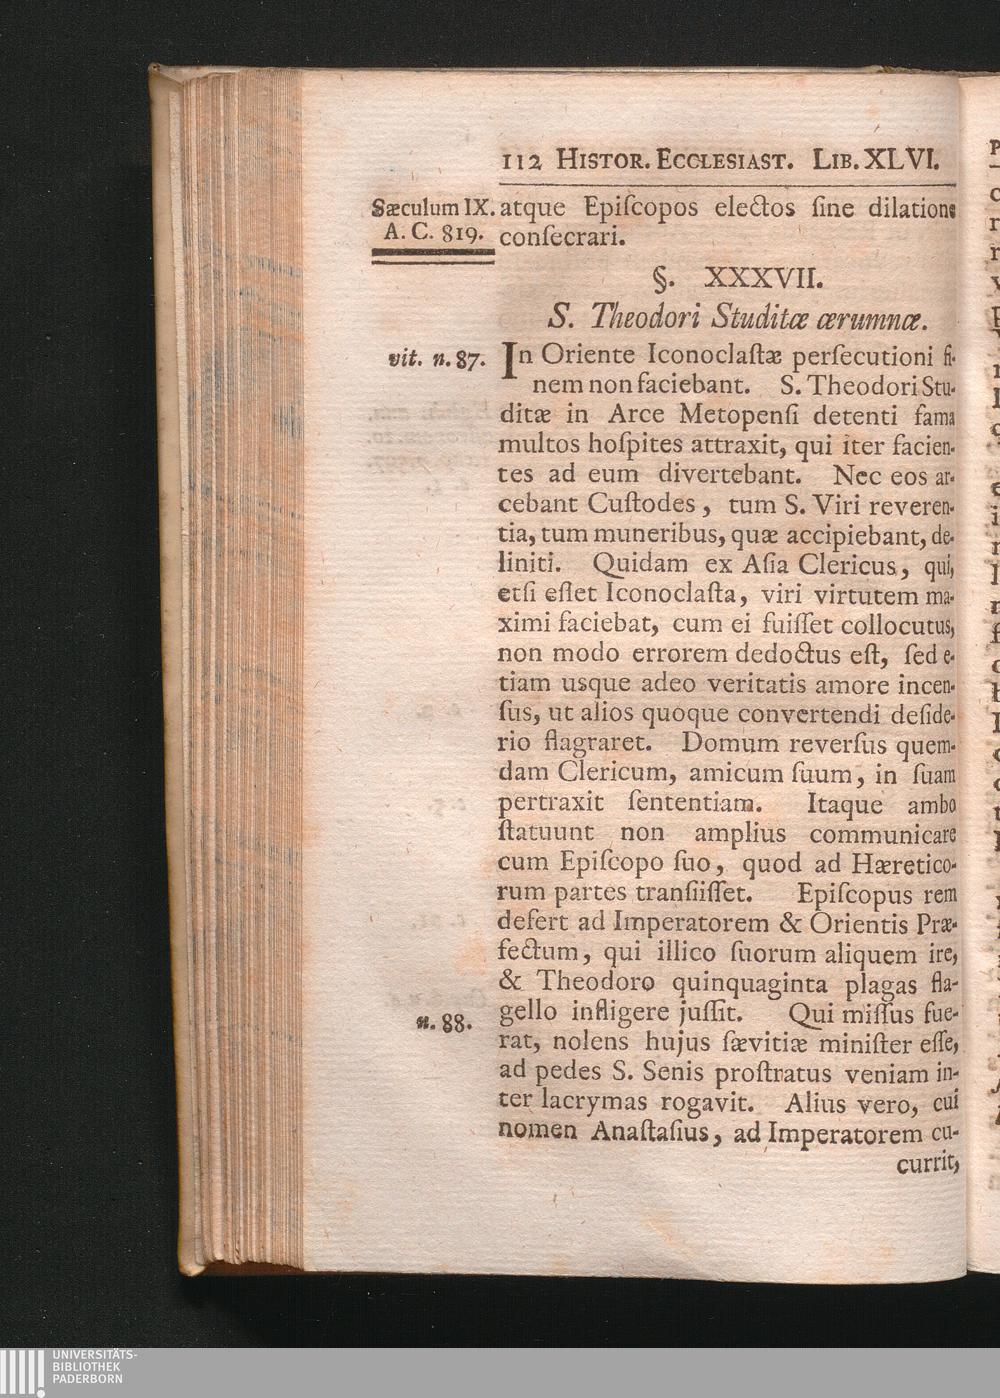 112 HISTOR. ECCLESIAST. LIB. XLVI.
Sæculum IX.
A. C. 819.
atque Epiſcopos electos ſine dilatione
conſecrari.
§. XXXVII.
S. Theodori Studitæ ærumnæ.
vit. n. 87.
In Oriente Iconoclaſtæ perſecutioni fi-
nem non faciebant. S. Theodori Stu-
ditæ in Arce Metopenſi detenti fama
multos hoſpites attraxit, qui iter facien-
tes ad eum divertebant. Nec eos ar-
cebant Cuſtodes, tum S. Viri reveren-
tia, tum muneribus, quæ accipiebant, de-
liniti. Quidam ex Aſia Clericus, qui,
etſi eſſet Iconoclaſta, viri virtutem ma-
ximi faciebat, cum ei fuiſſet collocutus,
non modo errorem dedoctus eſt, ſed e-
tiam usque adeo veritatis amore incen-
ſus, ut alios quoque convertendi deſide-
rio flagraret. Domum reverſus quem-
dam Clericum, amicum ſuum, in ſuam
pertraxit ſententiam. Itaque ambo
ſtatuunt non amplius communicare
cum Epiſcopo ſuo, quod ad Hæretico-
rum partes tranſiiſſet. Epiſcopus rem
defert ad Imperatorem & Orientis Præ-
fectum, qui illico ſuorum aliquem ire,
& Theodoro quinquaginta plagas fla-
gello infligere juſſit. Qui miſſus fue-
n. 88.
rat, nolens hujus ſævitiæ miniſter eſſe,
ad pedes S. Senis proſtratus veniam in-
ter lacrymas rogavit. Alius vero, cui
nomen Anaſtaſius, ad Imperatorem cu-
currit,
UNIVERSITÄTS-
BIBLIOTHEK
PADERBORN